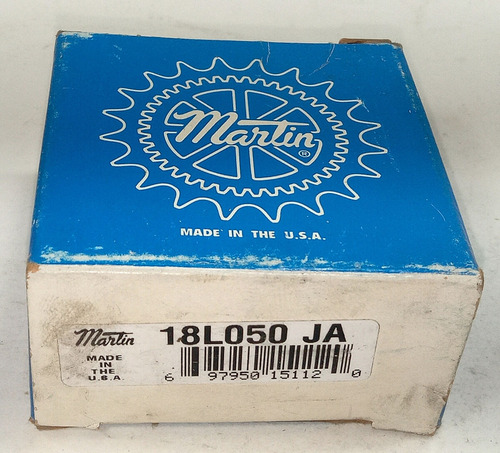 Martin ®
MADE IN THE U.S.A.
Martin
MADE
IN
THE
U.S.A.
18L050 JA
6 97950 15112 0